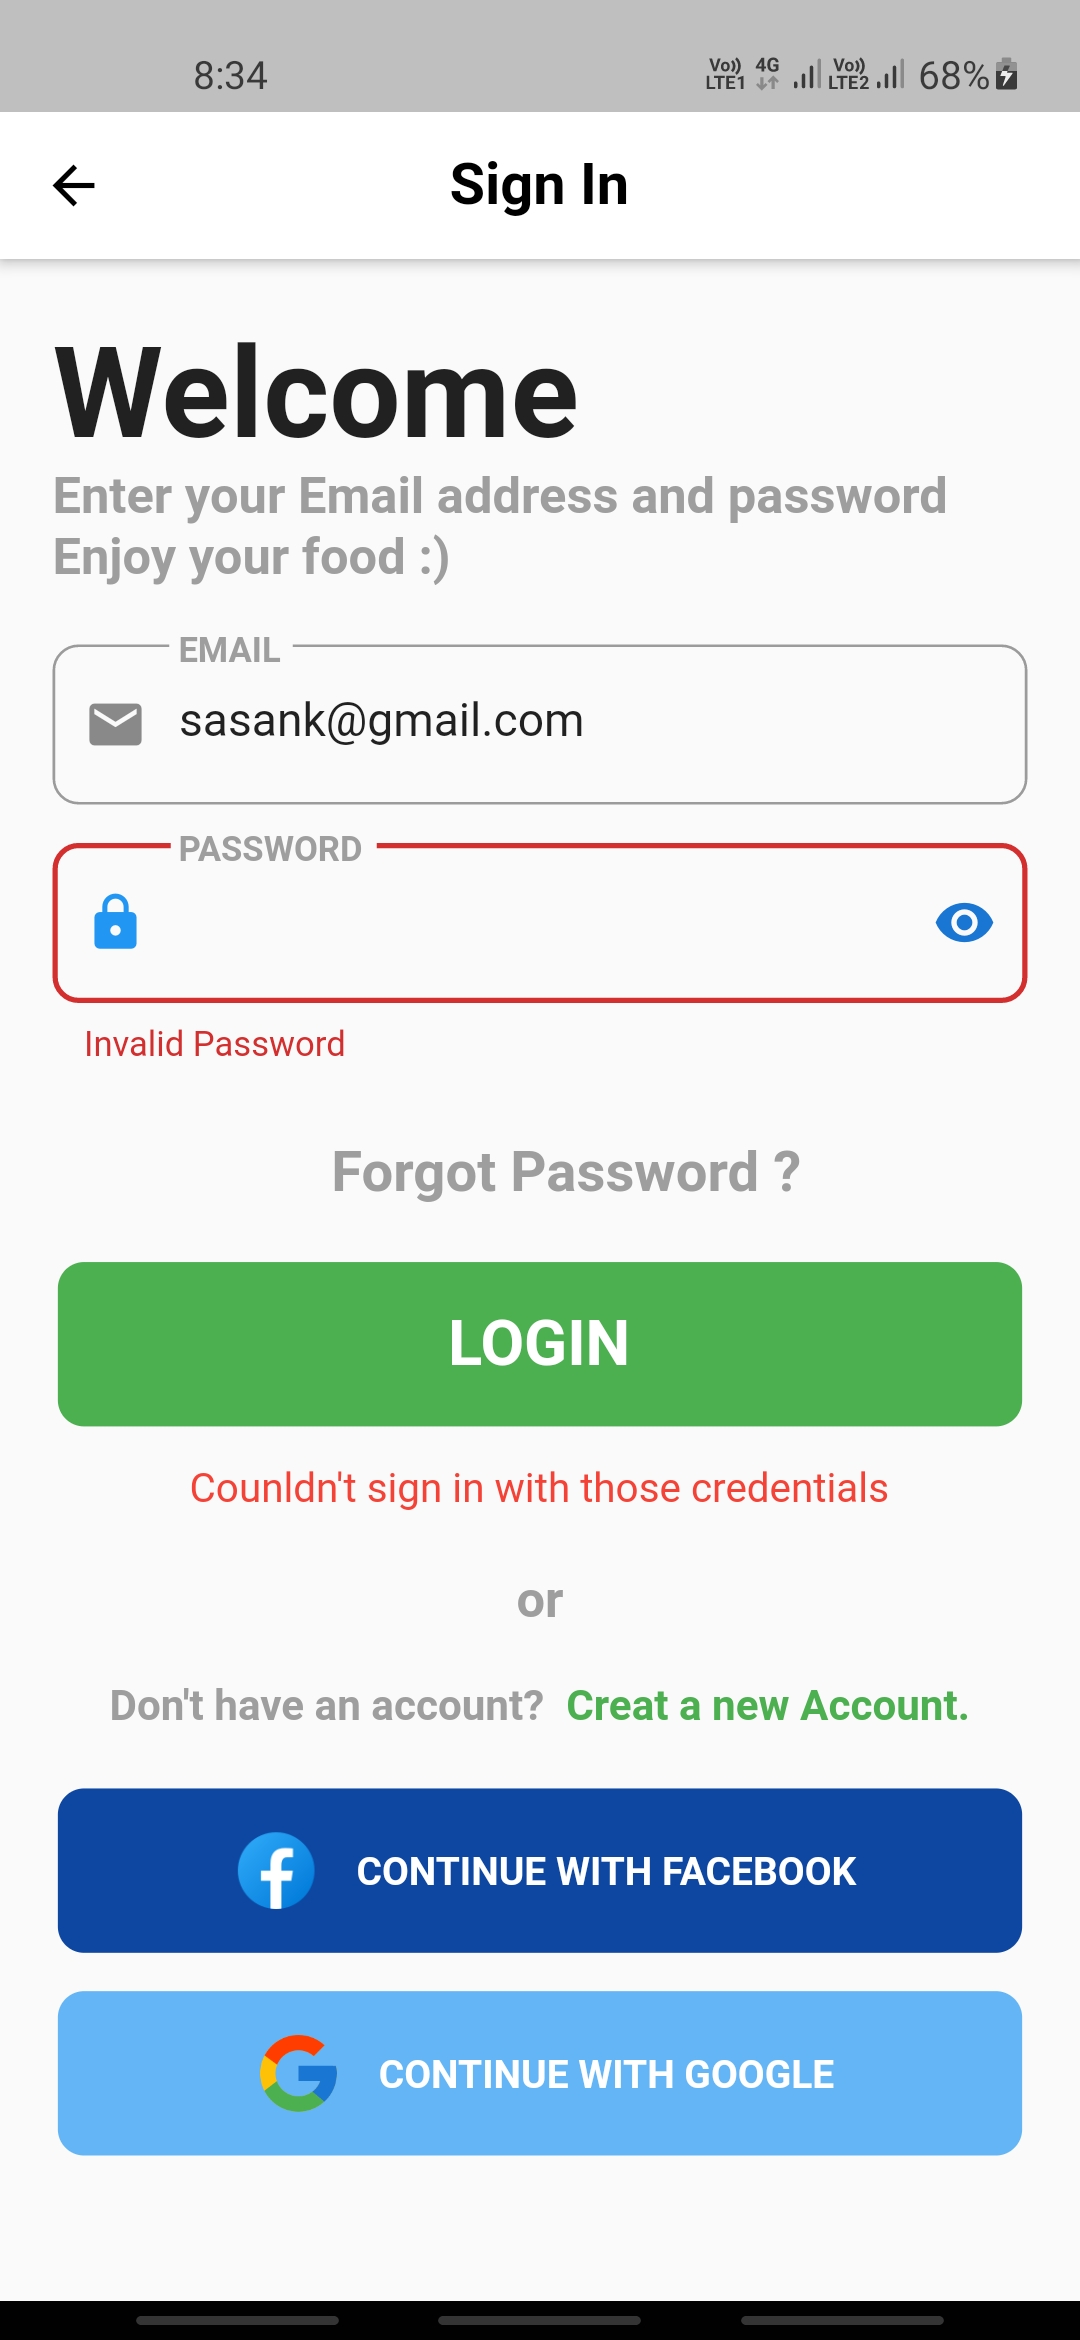 8:34 Vo)) LTE1 4G Vo)) LTE2 68%
Sign In
Welcome
Enter your Email address and password
Enjoy your food :)
EMAIL
sasank@gmail.com
PASSWORD
Invalid Password
Forgot Password ?
LOGIN
Counldn't sign in with those credentials
or
Don't have an account? Creat a new Account.
CONTINUE WITH FACEBOOK
CONTINUE WITH GOOGLE